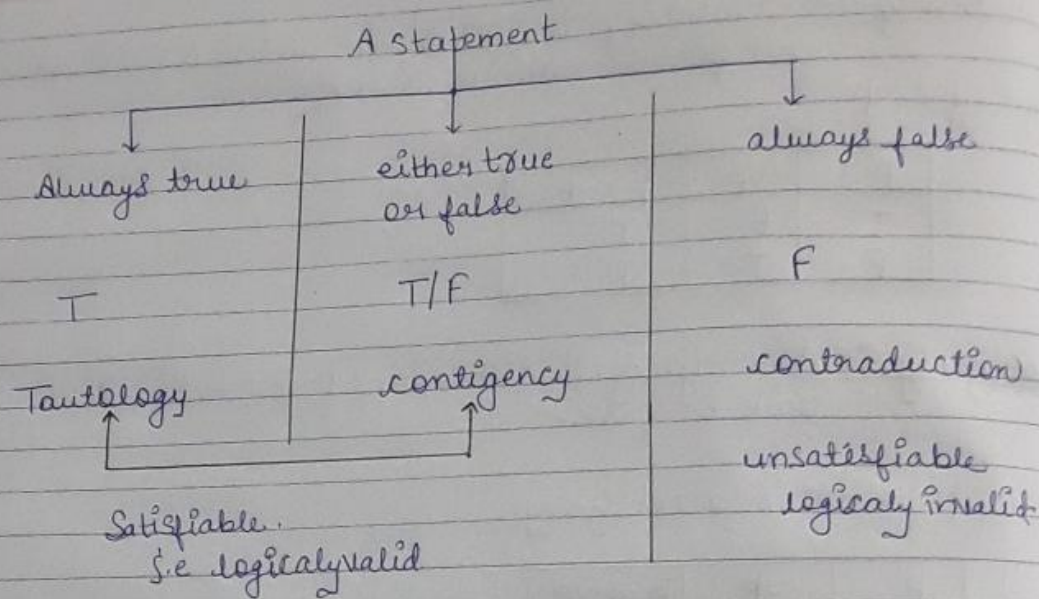 A statement
Always true
either true
or false
always false
T
T/F
F
Tautology
contigency
contraduction
Satisfiable.
i.e logicalyvalid
unsatisfiable
logicaly invalid